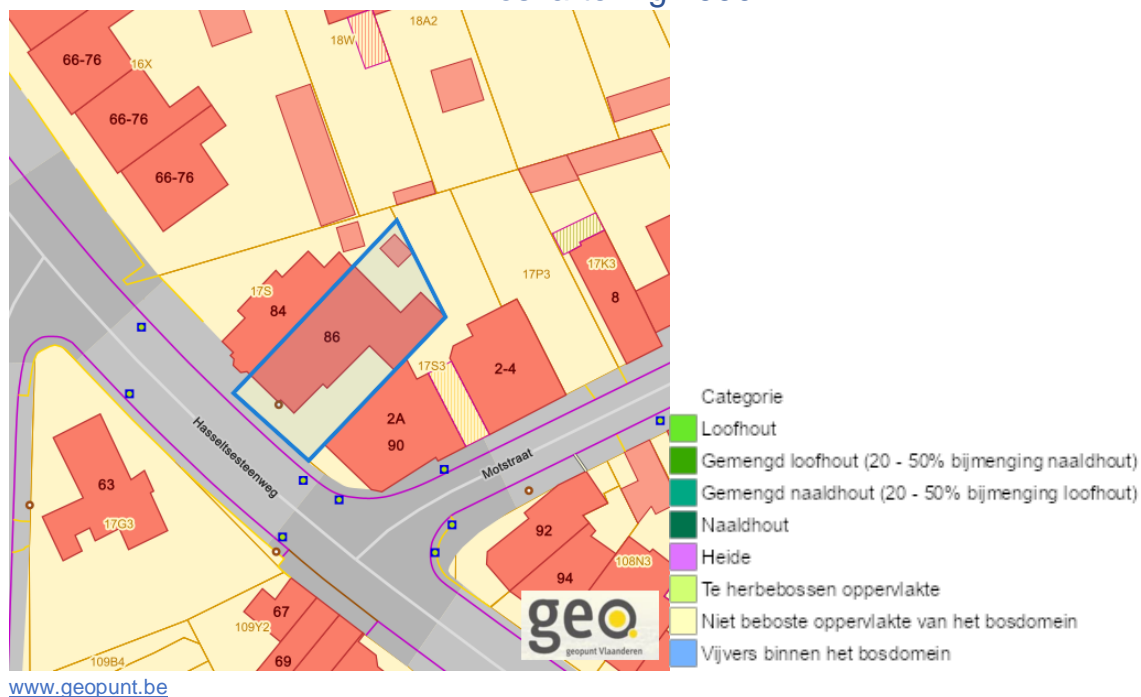 18A2
18W
66-76
16X
66-76
66-76
17S
84
86
17P3
17K3
8
17S3
2-4
2A
90
Hasseltsesteenweg
Motstraat
63
17G3
92
94
108N3
67
109Y2
69
109B4
geo.
geopunt Vlaanderen
Categorie
Loofhout
Gemengd loofhout (20 - 50% bijmenging naaldhout)
Gemengd naaldhout (20 - 50% bijmenging loofhout)
Naaldhout
Heide
Te herbebossen oppervlakte
Niet beboste oppervlakte van het bosdomein
Vijvers binnen het bosdomein
www.geopunt.be